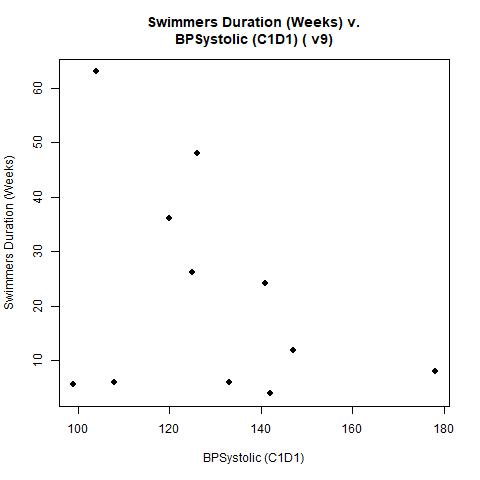 Swimmers Duration (Weeks) v.
BPSystolic (C1D1) ( v9)
Swimmers Duration (Weeks)
60
50
40
30
20
10
100 120 140 160 180
BPSystolic (C1D1)